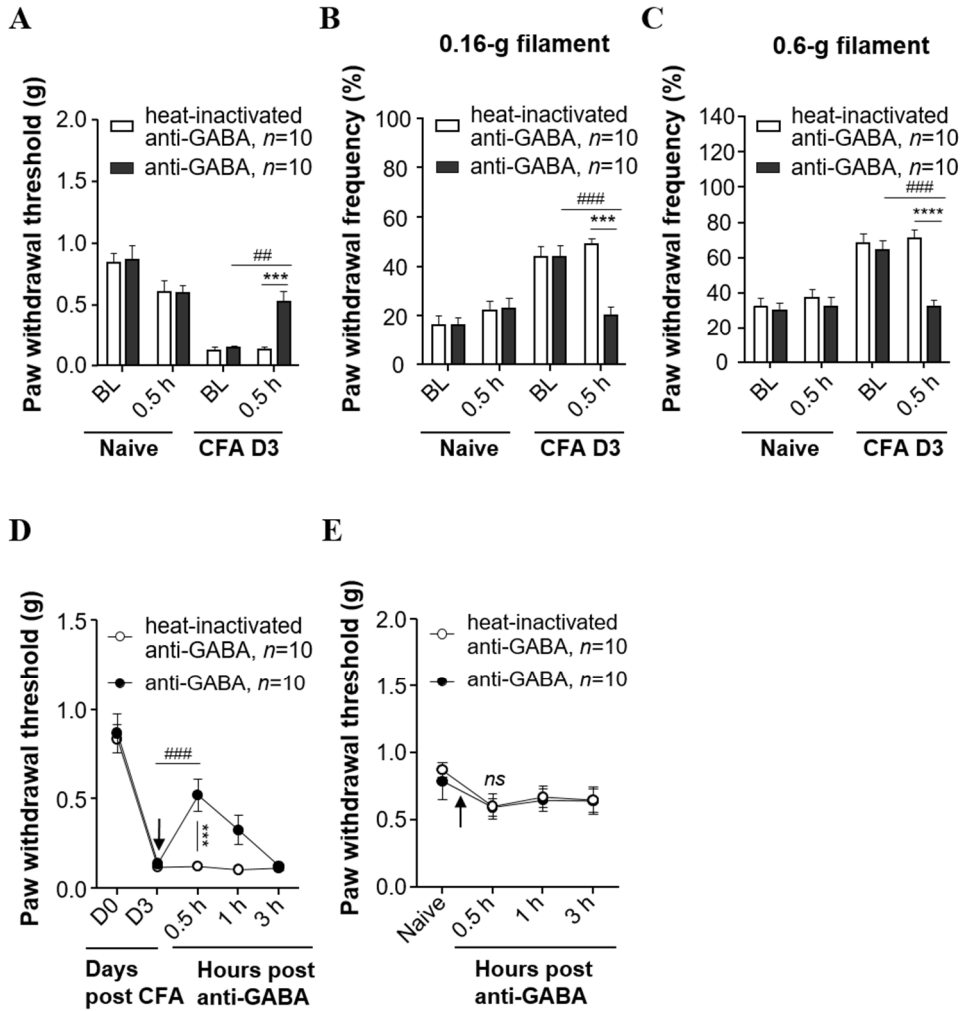 A
Paw withdrawal threshold (g)
2.0
1.5
1.0
0.5
0.0
heat-inactivated
anti-GABA, n=10
anti-GABA, n=10
##
***
BL
0.5 h
BL
0.5 h
Naive
CFA D3
B
0.16-g filament
Paw withdrawal frequency (%)
100
80
60
40
20
0
heat-inactivated
anti-GABA, n=10
anti-GABA, n=10
###
***
BL
0.5 h
BL
0.5 h
Naive
CFA D3
C
0.6-g filament
Paw withdrawal frequency (%)
140
120
100
80
60
40
20
0
heat-inactivated
anti-GABA, n=10
anti-GABA, n=10
###
****
BL
0.5 h
BL
0.5 h
Naive
CFA D3
D
Paw withdrawal threshold (g)
1.5
1.0
0.5
0.0
heat-inactivated
anti-GABA, n=10
anti-GABA, n=10
###
***
D0
D3
0.5 h
1 h
3 h
Days
post CFA
Hours post
anti-GABA
E
Paw withdrawal threshold (g)
2.0
1.5
1.0
0.5
0.0
heat-inactivated
anti-GABA, n=10
anti-GABA, n=10
ns
Naive
0.5 h
1 h
3 h
Hours post
anti-GABA